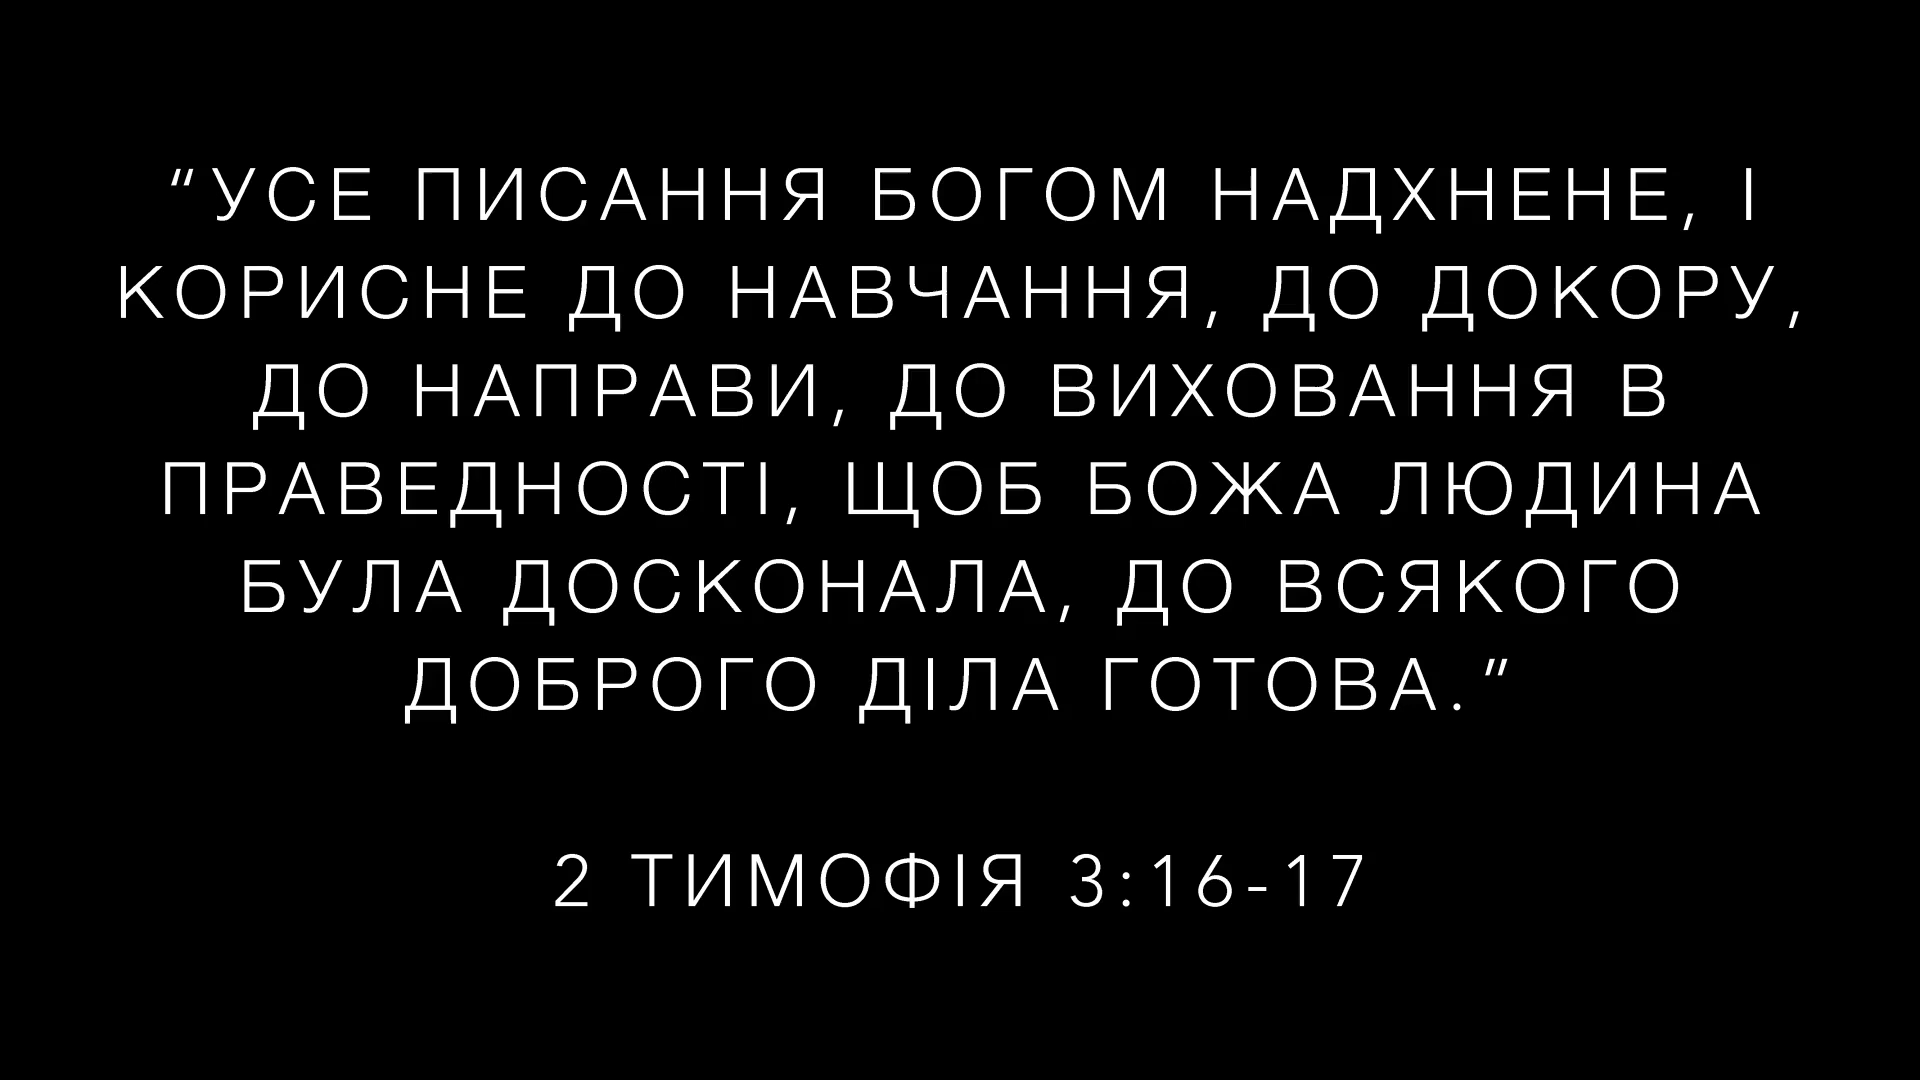 “УСЕ ПИСАННЯ БОГОМ НАДХНЕНЕ, І
КОРИСНЕ ДО НАВЧАННЯ, ДО ДОКОРУ,
ДО НАПРАВИ, ДО ВИХОВАННЯ В
ПРАВЕДНОСТІ, ЩОБ БОЖА ЛЮДИНА
БУЛА ДОСКОНАЛА, ДО ВСЯКОГО
ДОБРОГО ДІЛА ГОТОВА.”
2 ТИМОФІЯ 3:16-17